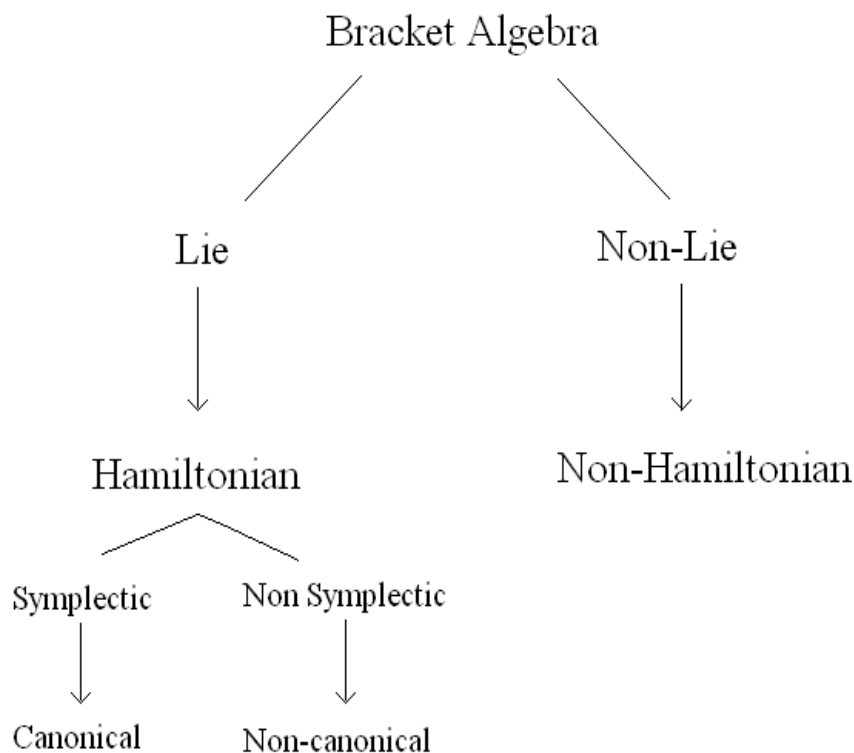 Bracket Algebra
Lie
Non-Lie
Hamiltonian
Non-Hamiltonian
Symplectic
Non Symplectic
Canonical
Non-canonical